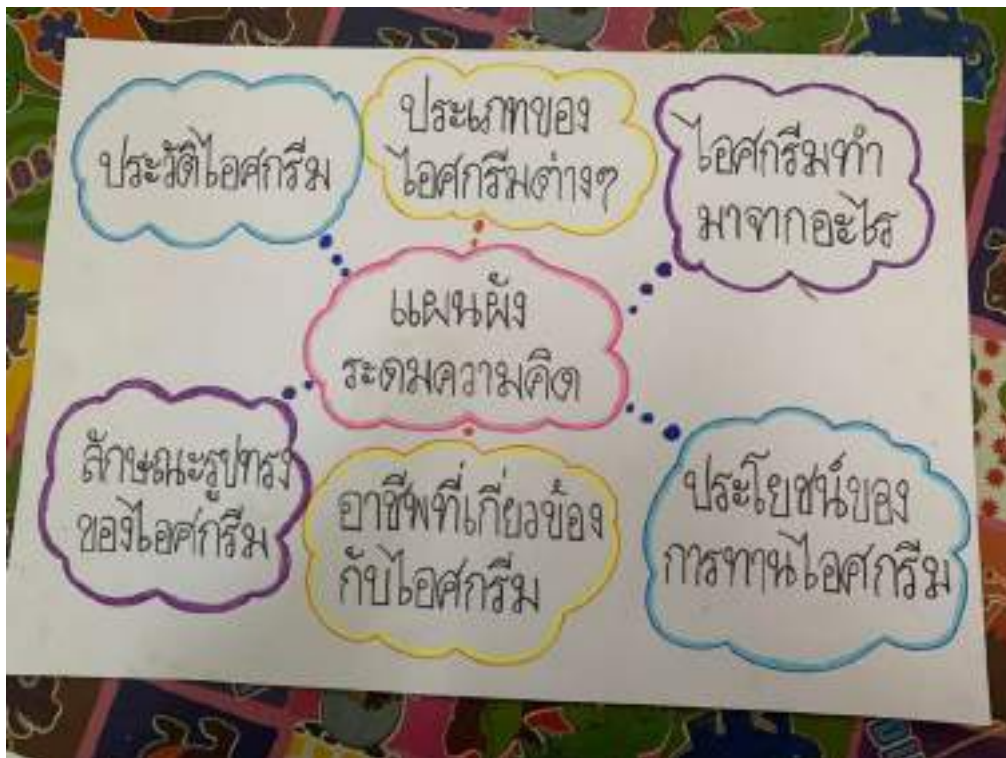 ประวัติไอศกรีม
ประเภทของ
ไอศกรีมต่างๆ
ไอศกรีมทำ
มาจากอะไร
แผนผัง
ระดมความคิด
ลักษณะรูปทรง
ของไอศกรีม
อาชีพที่เกี่ยวข้อง
กับไอศกรีม
ประโยชน์ของ
การทานไอศกรีม